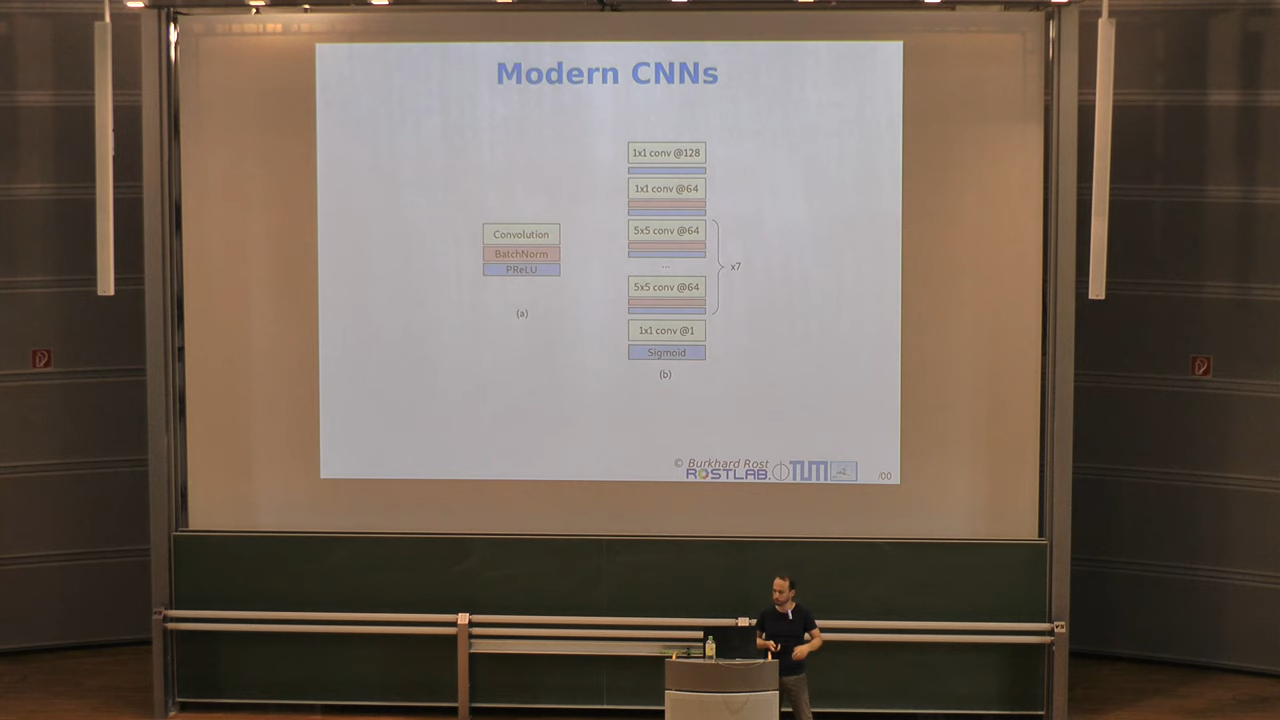 Modern CNNs
Convolution
BatchNorm
PReLU
(a)
1x1 conv @128
1x1 conv @64
5x5 conv @64
...
5x5 conv @64
x7
1x1 conv @1
Sigmoid
(b)
© Burkhard Rost
ROSTLAB. TUM
/00